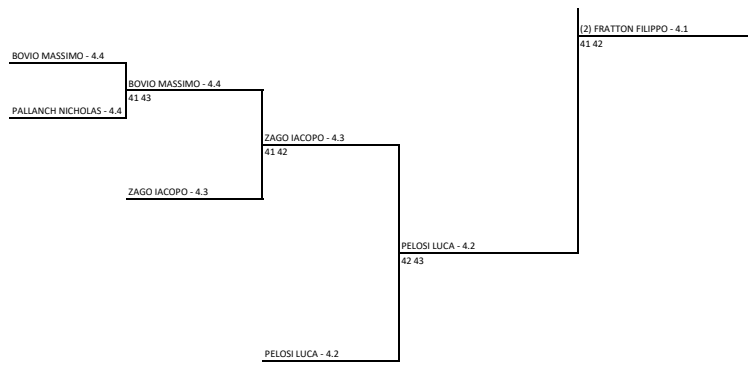 (2) FRATTON FILIPPO - 4.1
41 42
BOVIO MASSIMO - 4.4
BOVIO MASSIMO - 4.4
41 43
PALLANCH NICHOLAS - 4.4
ZAGO IACOPO - 4.3
41 42
ZAGO IACOPO - 4.3
PELOSI LUCA - 4.2
42 43
PELOSI LUCA - 4.2